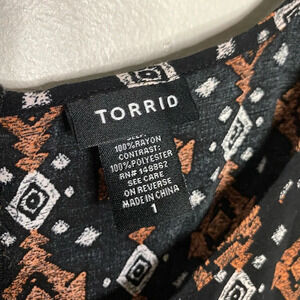 TORRID
SELF:
100%RAYON
CONTRAST:
100%POLYESTER
RN# 148862
SEE CARE
ON REVERSE
MADE IN CHINA
1